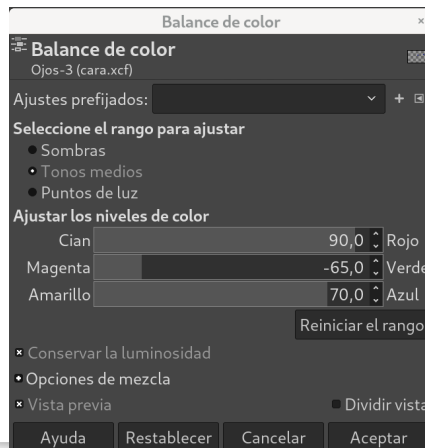 Balance de color
Balance de color
Ojos-3 (cara.xcf)
Ajustes prefijados:
Seleccione el rango para ajustar
Sombras
Tonos medios
Puntos de luz
Ajustar los niveles de color
Cian 90,0 Rojo
Magenta -65,0 Verde
Amarillo 70,0 Azul
Reiniciar el rango
Conservar la luminosidad
Opciones de mezcla
Vista previa Dividir vista
Ayuda Restablecer Cancelar Aceptar